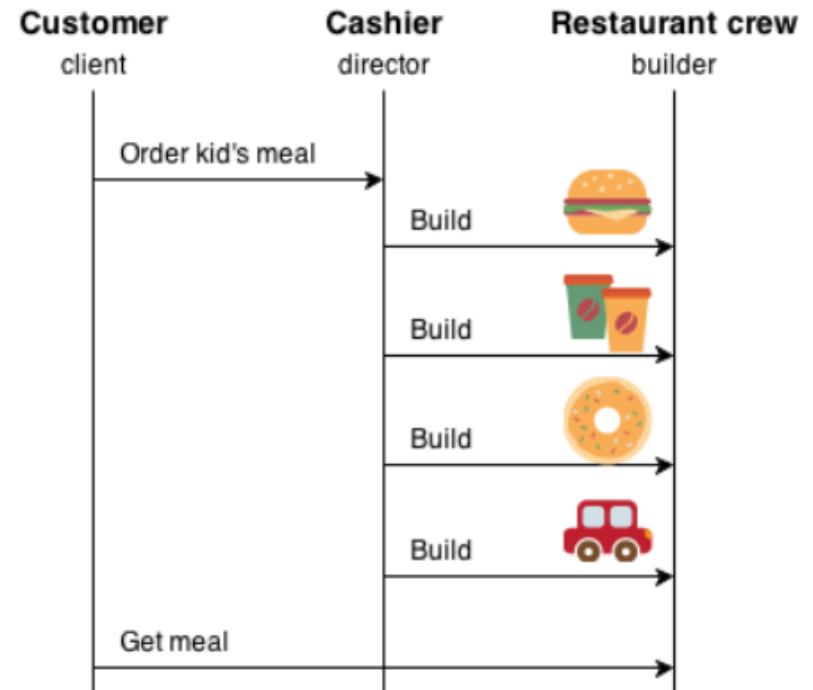 Customer
Cashier
Restaurant crew
client
director
builder
Order kid's meal
Build
Build
Build
Build
Get meal